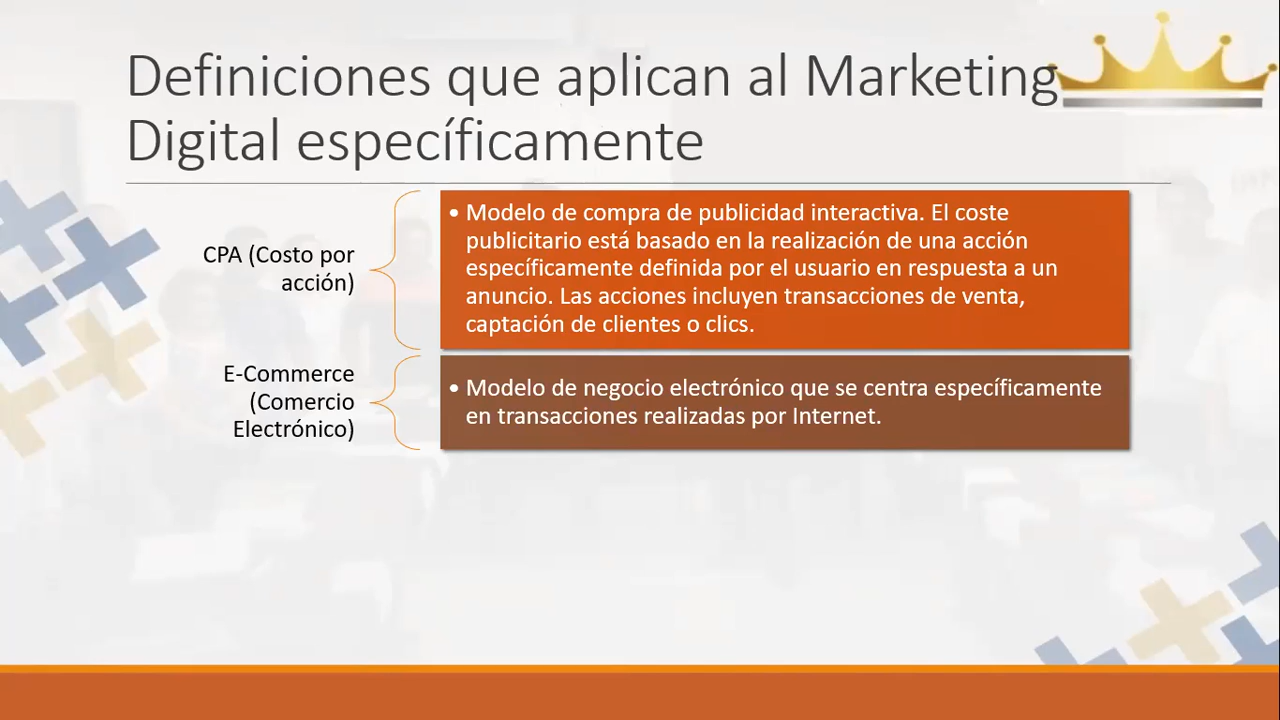 Definiciones que aplican al Marketing
Digital específicamente
CPA (Costo por
acción)
• Modelo de compra de publicidad interactiva. El coste
publicitario está basado en la realización de una acción
específicamente definida por el usuario en respuesta a un
anuncio. Las acciones incluyen transacciones de venta,
captación de clientes o clics.
E-Commerce
(Comercio
Electrónico)
• Modelo de negocio electrónico que se centra específicamente
en transacciones realizadas por Internet.